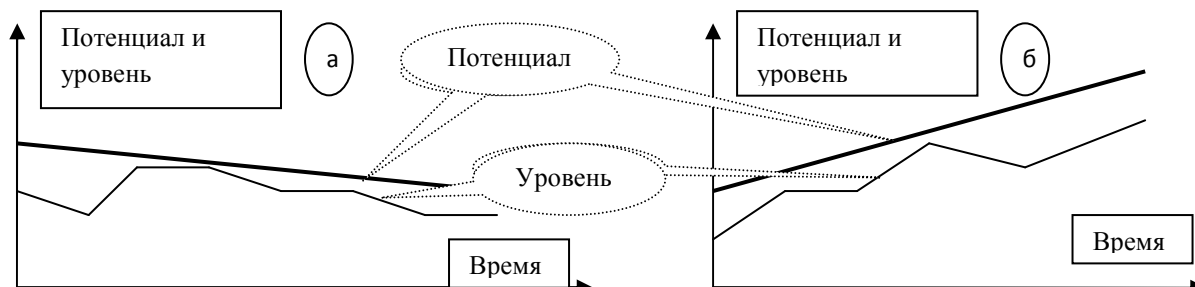 Потенциал и
уровень
а
Потенциал
Потенциал и
уровень
б
Уровень
Время
Время